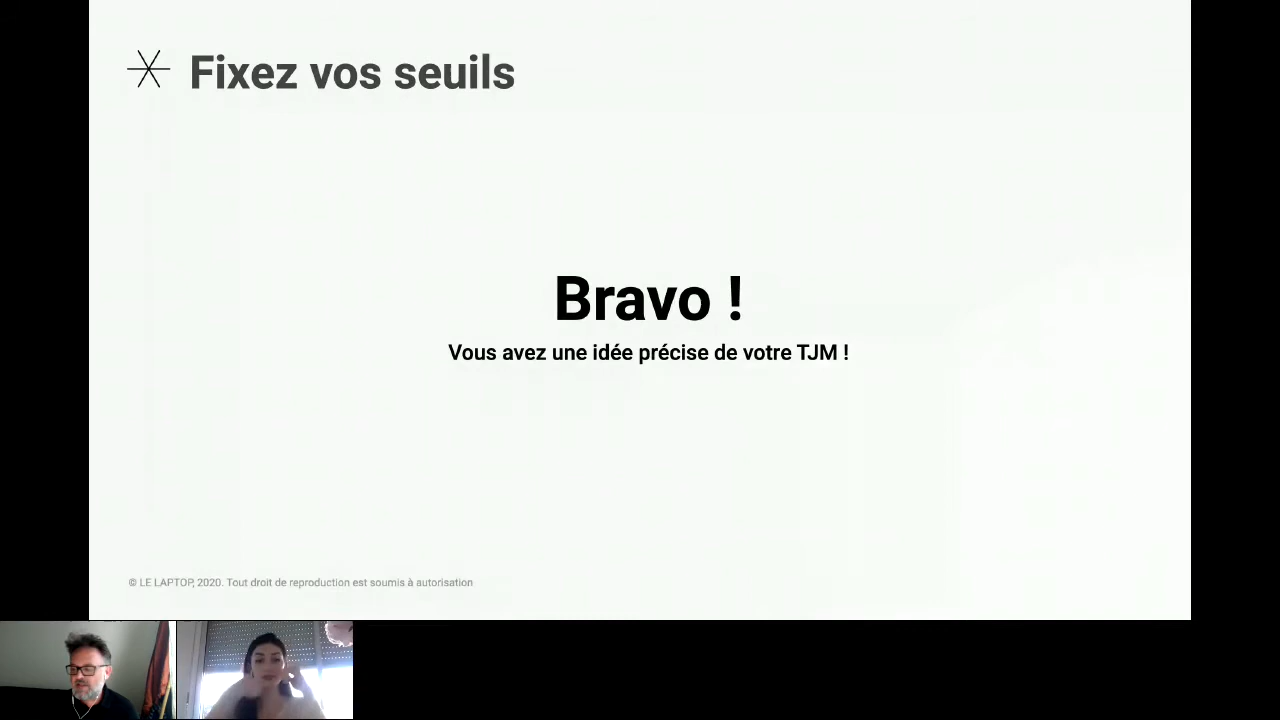 Fixez vos seuils
Bravo !
Vous avez une idée précise de votre TJM !
© LE LAPTOP, 2020. Tout droit de reproduction est soumis à autorisation